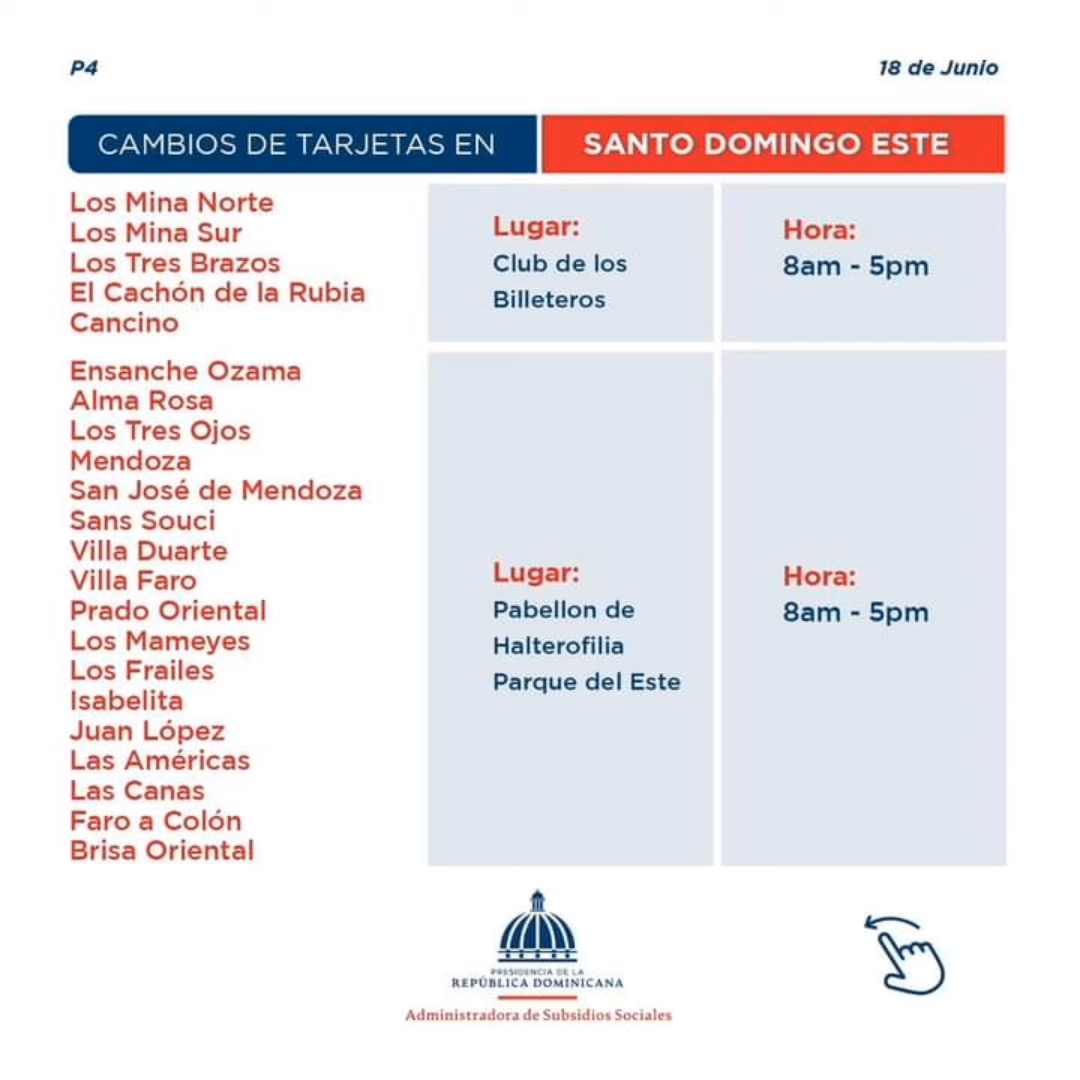 P4
18 de Junio
CAMBIOS DE TARJETAS EN
SANTO DOMINGO ESTE
Los Mina Norte
Los Mina Sur
Los Tres Brazos
El Cachón de la Rubia
Cancino
Lugar:
Club de los
Billeteros
Hora:
8am - 5pm
Ensanche Ozama
Alma Rosa
Los Tres Ojos
Mendoza
San José de Mendoza
Sans Souci
Villa Duarte
Villa Faro
Prado Oriental
Los Mameyes
Los Frailes
Isabelita
Juan López
Las Américas
Las Canas
Faro a Colón
Brisa Oriental
Lugar:
Pabellon de
Halterofilia
Parque del Este
Hora:
8am - 5pm
PRESIDENCIA DE LA
REPÚBLICA DOMINICANA
Administradora de Subsidios Sociales